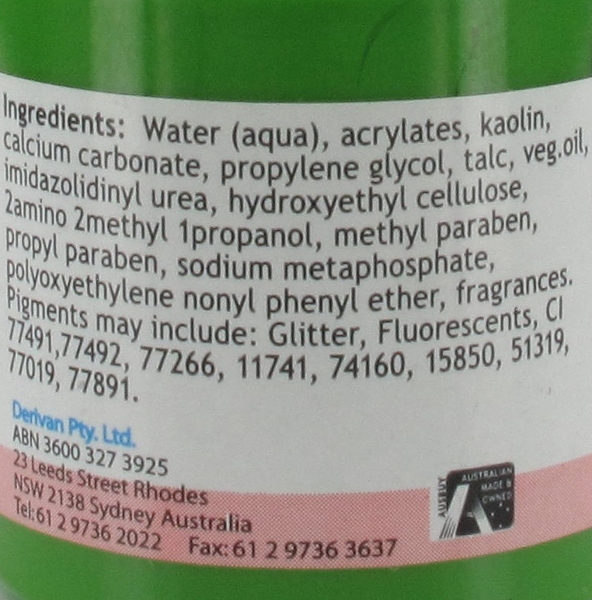 Ingredients: Water (aqua), acrylates, kaolin,
calcium carbonate, propylene glycol, talc, veg.oil,
imidazolidinyl urea, hydroxyethyl cellulose,
2amino 2methyl 1propanol, methyl paraben,
propyl paraben, sodium metaphosphate,
polyoxyethylene nonyl phenyl ether, fragrances.
Pigments may include: Glitter, Fluorescents, CI
77491,77492, 77266, 11741, 74160, 15850, 51319,
77019, 77891.
Derivan Pty. Ltd.
ABN 3600 327 3925
23 Leeds Street Rhodes
NSW 2138 Sydney Australia
Tel:61 2 9736 2022 Fax: 61 2 9736 3637
AUSTRALIAN
MADE &
OWNED